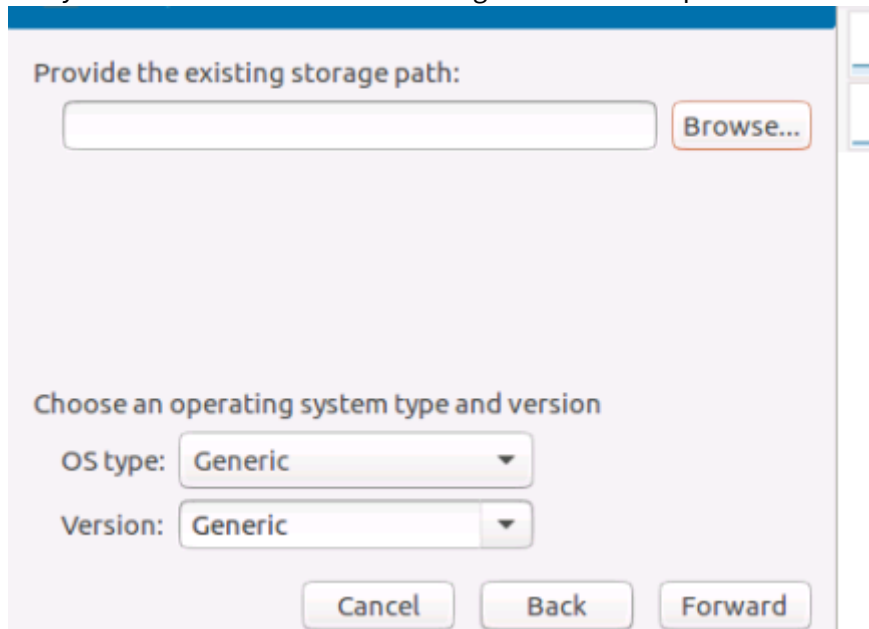 Provide the existing storage path:
Browse...
Choose an operating system type and version
OS type: Generic
Version: Generic
Cancel Back Forward